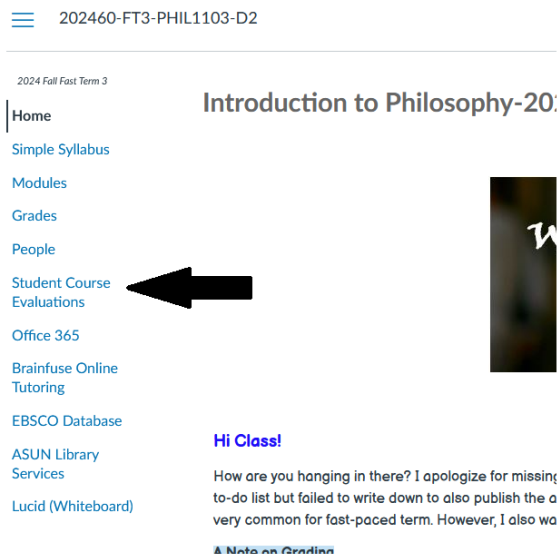 202460-FT3-PHIL1103-D2
2024 Fall Fast Term 3
Home
Simple Syllabus
Modules
Grades
People
Student Course
Evaluations
Office 365
Brainfuse Online
Tutoring
EBSCO Database
ASUN Library
Services
Lucid (Whiteboard)
Introduction to Philosophy-20
Hi Class!
How are you hanging in there? I apologize for missing
to-do list but failed to write down to also publish the a
very common for fast-paced term. However, I also wa
A Note on Grading